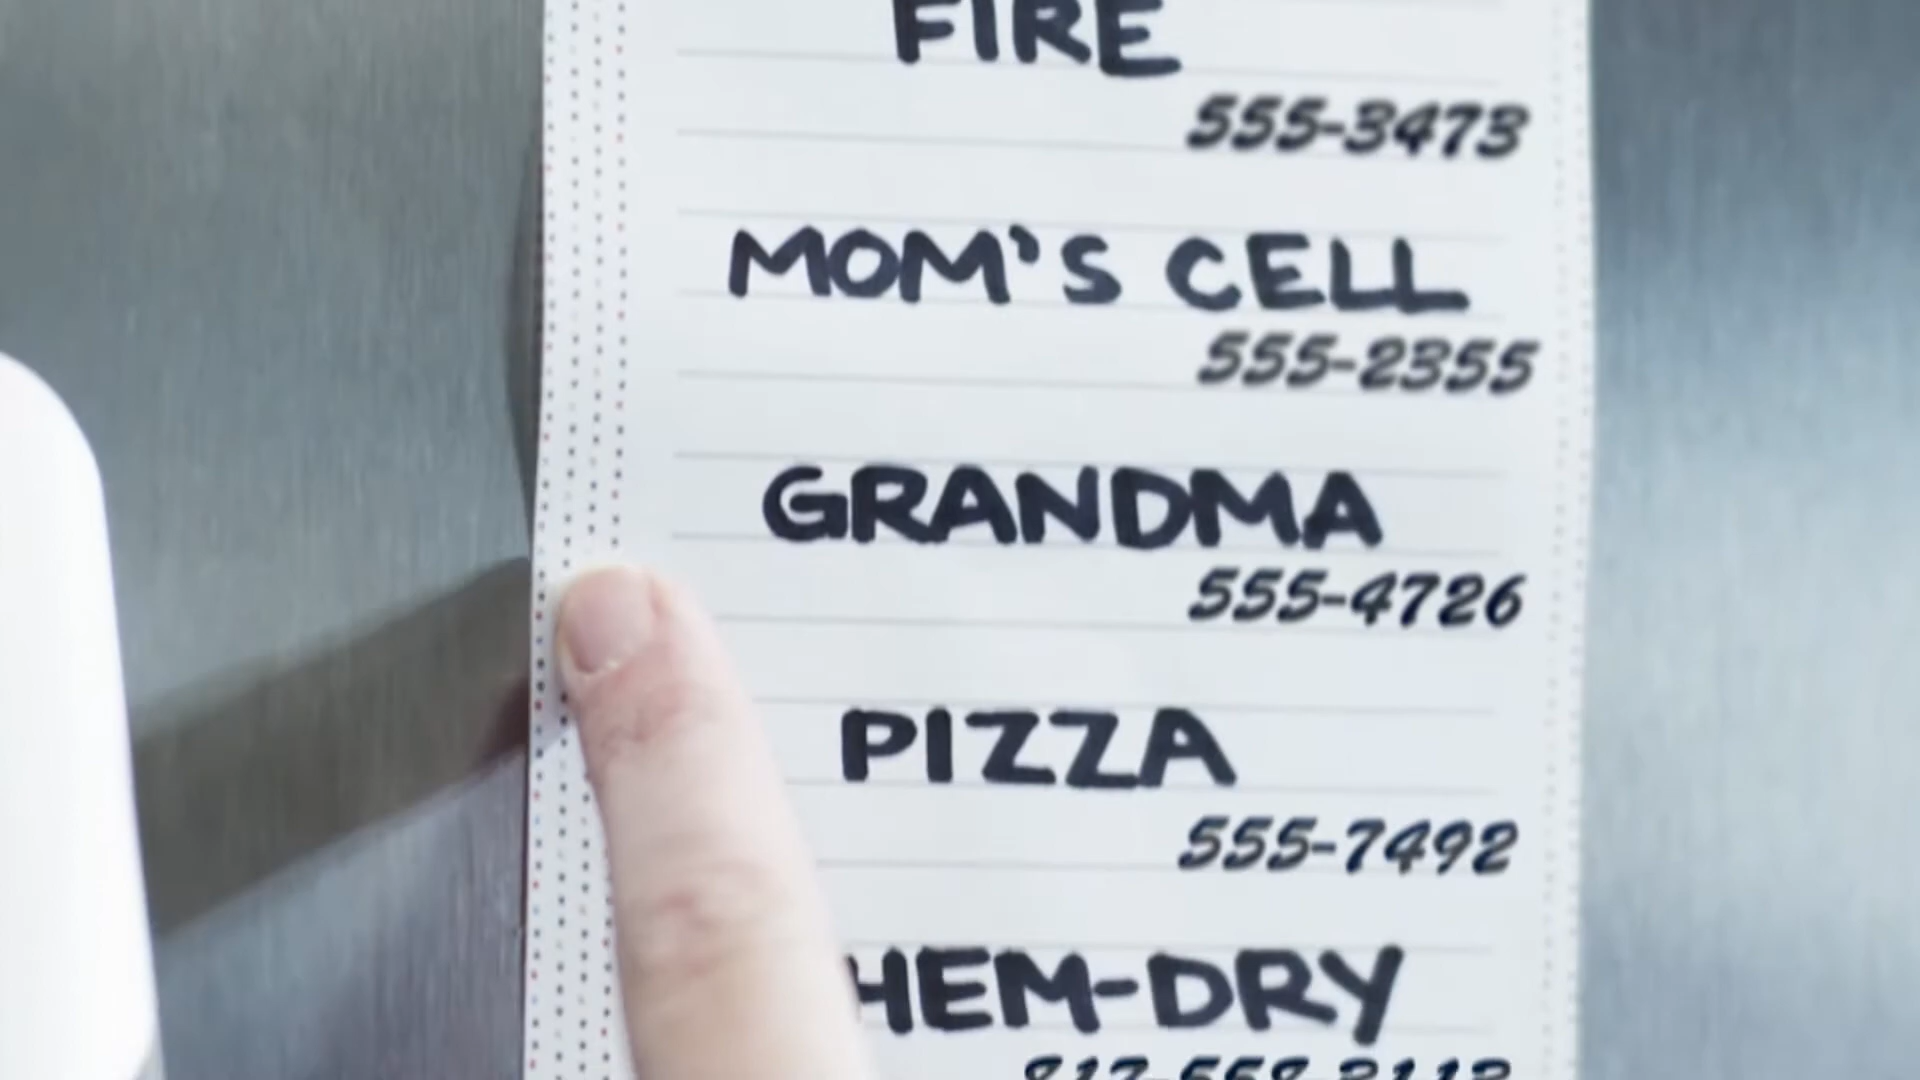 FIRE
555-3473
MOM'S CELL
555-2355
GRANDMA
555-4726
PIZZA
555-7492
HEM-DRY